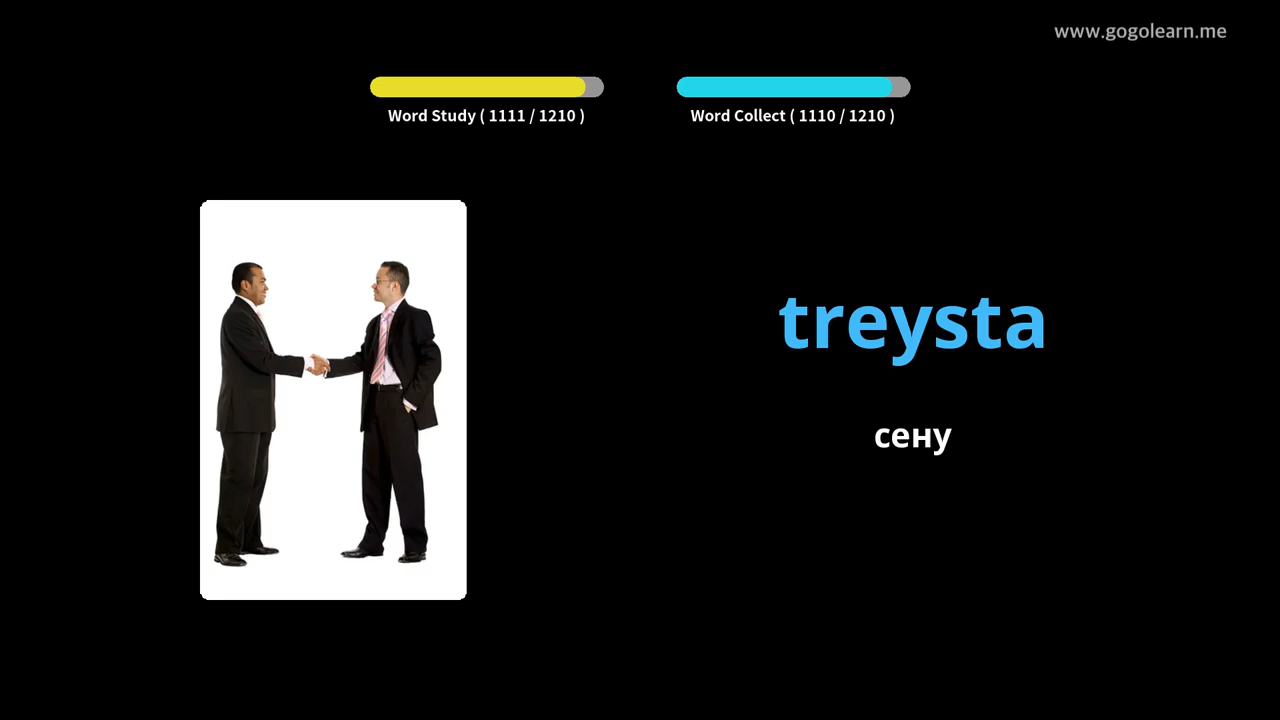 www.gogolearn.me
Word Study ( 1111 / 1210 )
Word Collect ( 1110 / 1210 )
treysta
сену